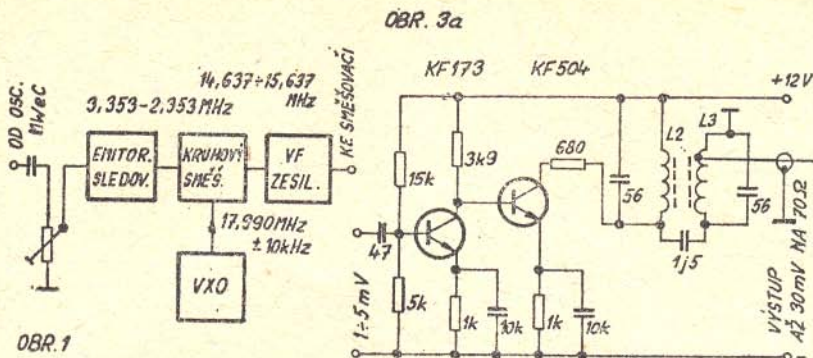 OBR. 3a
OD OSC.
MWeC
3,353-2,353 MHz
EMITOR.
SLEDOV.
KRUHOVÝ
SMĚŠ.
14,637÷15,637
MHz
VF
ZESIL.
KE SMĚŠOVAČI
17,990 MHz
± 10kHz
VXO
OBR. 1
KF173
KF504
+12V
15k
3k9
680
56
L2
L3
56
1j5
47
5k
1k
10k
1k
10k
1÷5mV
VÝSTUP
AŽ 30mV NA 70Ω